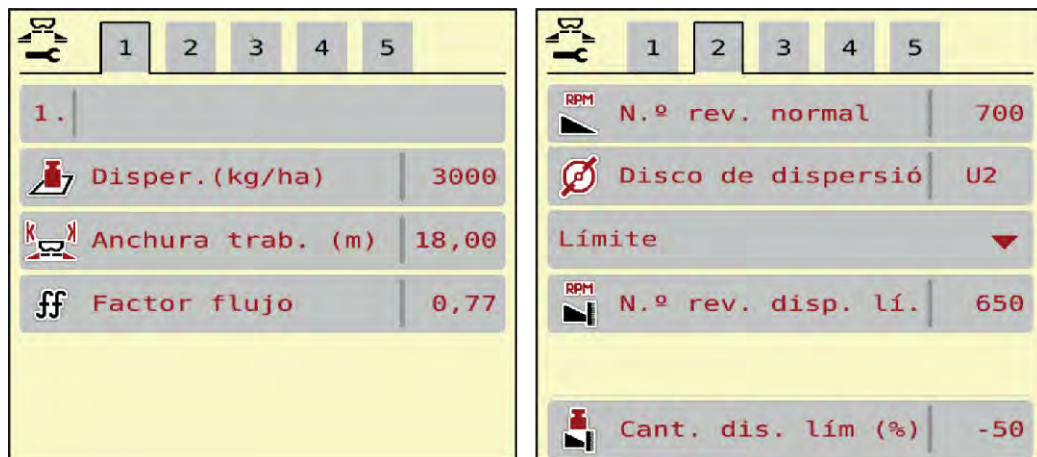 1 2 3 4 5
1.
Disper.(kg/ha) 3000
Anchura trab. (m) 18,00
ff Factor flujo 0,77
1 2 3 4 5
RPM N.º rev. normal 700
Disco de dispersió U2
Límite
RPM N.º rev. disp. lí. 650
Cant. dis. lím (%) -50